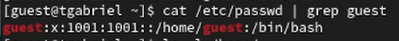 [guest@tgabriel ~]$ cat /etc/passwd | grep guest
guest:x:1001:1001::/home/guest:/bin/bash